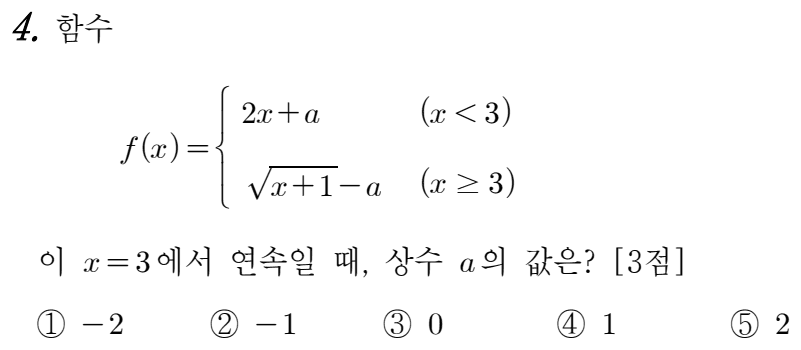 4. 함수
f(x) = { 2x+a (x < 3)
√(x+1) − a (x ≥ 3)
이 x=3에서 연속일 때, 상수 a의 값은? [3점]
① −2 ② −1 ③ 0 ④ 1 ⑤ 2